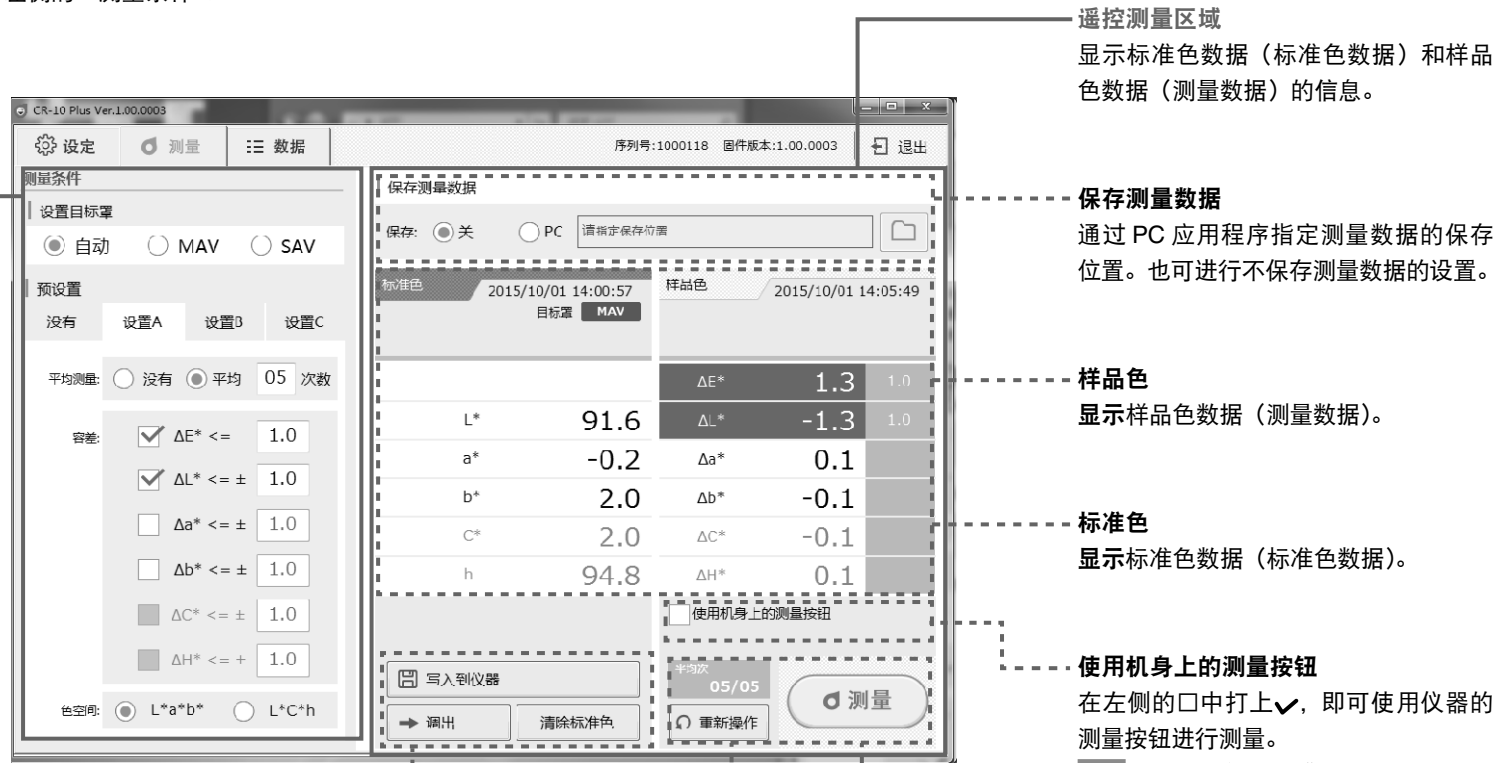 CR-10 Plus Ver.1.00.0003
设定 测量 数据 序列号:1000118 固件版本:1.00.0003 退出
测量条件
设置目标罩
自动 MAV SAV
预设置
没有 设置A 设置B 设置C
平均测量: 没有 平均 05 次数
容差: ΔE* <= 1.0
ΔL* <= ± 1.0
Δa* <= ± 1.0
Δb* <= ± 1.0
ΔC* <= ± 1.0
ΔH* <= + 1.0
色空间: L*a*b* L*C*h
保存测量数据
保存: 关 PC 请指定保存位置
标准色 2015/10/01 14:00:57
目标罩 MAV
样品色 2015/10/01 14:05:49
ΔE* 1.3 1.0
L* 91.6 ΔL* -1.3 1.0
a* -0.2 Δa* 0.1
b* 2.0 Δb* -0.1
C* 2.0 ΔC* -0.1
h 94.8 ΔH* 0.1
使用机身上的测量按钮
写入到仪器
调出 清除标准色
平均次
05/05
重新操作
测量
遥控测量区域
显示标准色数据（标准色数据）和样品
色数据（测量数据）的信息。
保存测量数据
通过 PC 应用程序指定测量数据的保存
位置。也可进行不保存测量数据的设置。
样品色
显示样品色数据（测量数据）。
标准色
显示标准色数据（标准色数据）。
使用机身上的测量按钮
在左侧的□中打上✓，即可使用仪器的
测量按钮进行测量。